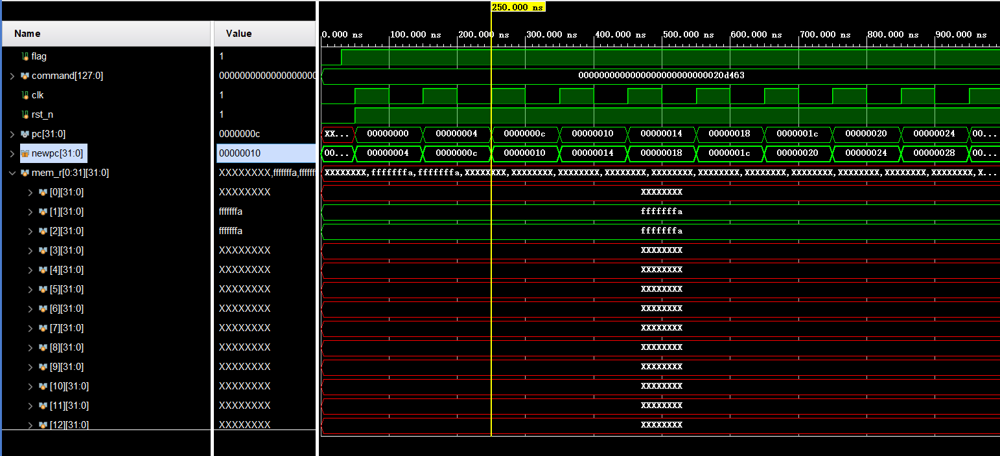 250.000 ns
Name Value 0.000 ns 100.000 ns 200.000 ns 300.000 ns 400.000 ns 500.000 ns 600.000 ns 700.000 ns 800.000 ns 900.000 ns
flag 1
command[127:0] 0000000000000000000 0000000000000000000000000020d463
clk 1
rst_n 1
pc[31:0] 0000000c XX... 00000000 00000004 0000000c 00000010 00000014 00000018 0000001c 00000020 00000024 00...
newpc[31:0] 00000010 00... 00000004 0000000c 00000010 00000014 00000018 0000001c 00000020 00000024 00000028 00...
mem_r[0:31][31:0] XXXXXXXX,fffffffa,ffffff XXXXXXXX,fffffffa,fffffffa,XXXXXXXX,XXXXXXXX,XXXXXXXX,XXXXXXXX,XXXXXXXX,XXXXXXXX,XXXXXXXX,XXXXXXXX,XXXXXXXX,XXXXXXXX,XXXXXXXX,X...
[0][31:0] XXXXXXXX XXXXXXXX
[1][31:0] fffffffa fffffffa
[2][31:0] fffffffa fffffffa
[3][31:0] XXXXXXXX XXXXXXXX
[4][31:0] XXXXXXXX XXXXXXXX
[5][31:0] XXXXXXXX XXXXXXXX
[6][31:0] XXXXXXXX XXXXXXXX
[7][31:0] XXXXXXXX XXXXXXXX
[8][31:0] XXXXXXXX XXXXXXXX
[9][31:0] XXXXXXXX XXXXXXXX
[10][31:0] XXXXXXXX XXXXXXXX
[11][31:0] XXXXXXXX XXXXXXXX
[12][31:0] XXXXXXXX XXXXXXXX